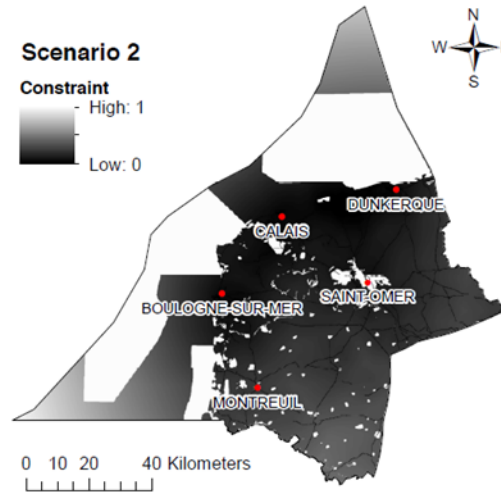 Scenario 2
Constraint
High: 1
Low: 0
N
W
E
S
DUNKERQUE
CALAIS
SAINT-OMER
BOULOGNE-SUR-MER
MONTREUIL
0 10 20 40 Kilometers